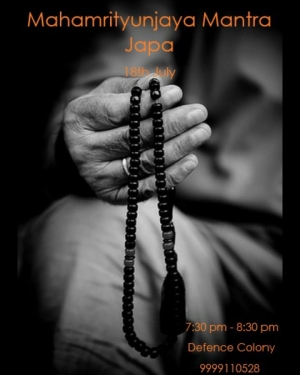 Mahamrityunjaya Mantra
Japa
18th July
7:30 pm - 8:30 pm
Defence Colony
9999110528